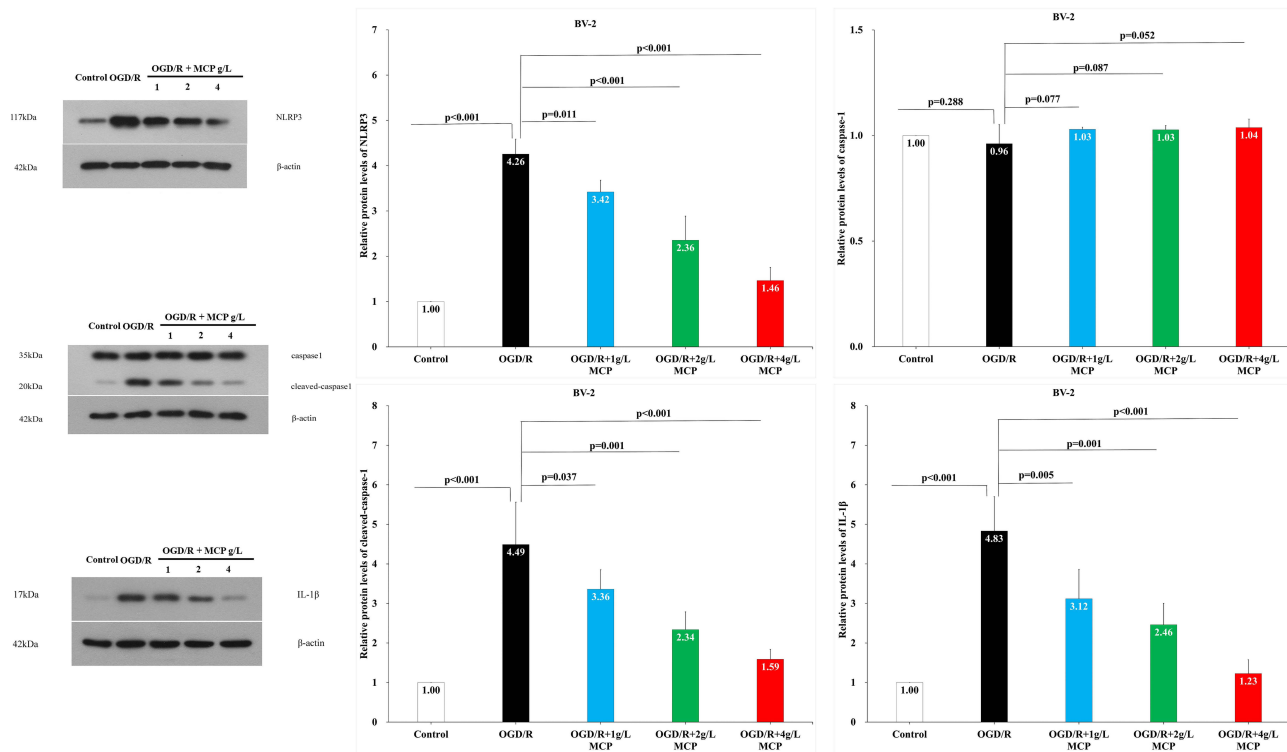 Control OGD/R OGD/R + MCP g/L
1 2 4
117kDa NLRP3
42kDa β-actin
Control OGD/R OGD/R + MCP g/L
1 2 4
35kDa caspase1
20kDa cleaved-caspase1
42kDa β-actin
Control OGD/R OGD/R + MCP g/L
1 2 4
17kDa IL-1β
42kDa β-actin
BV-2
Relative protein levels of NLRP3
7
6
5
4
3
2
1
0
p<0.001
p<0.001
p=0.011
p<0.001
1.00
4.26
3.42
2.36
1.46
Control OGD/R OGD/R+1g/L OGD/R+2g/L OGD/R+4g/L
MCP MCP MCP
BV-2
Relative protein levels of caspase-1
1.5
1.0
0.5
0.0
p=0.052
p=0.087
p=0.077
p=0.288
1.00
0.96
1.03
1.03
1.04
Control OGD/R OGD/R+1g/L OGD/R+2g/L OGD/R+4g/L
MCP MCP MCP
BV-2
Relative protein levels of cleaved-caspase-1
8
7
6
5
4
3
2
1
0
p<0.001
p=0.001
p=0.037
p<0.001
1.00
4.49
3.36
2.34
1.59
Control OGD/R OGD/R+1g/L OGD/R+2g/L OGD/R+4g/L
MCP MCP MCP
BV-2
Relative protein levels of IL-1β
8
7
6
5
4
3
2
1
0
p<0.001
p=0.001
p=0.005
p<0.001
1.00
4.83
3.12
2.46
1.23
Control OGD/R OGD/R+1g/L OGD/R+2g/L OGD/R+4g/L
MCP MCP MCP